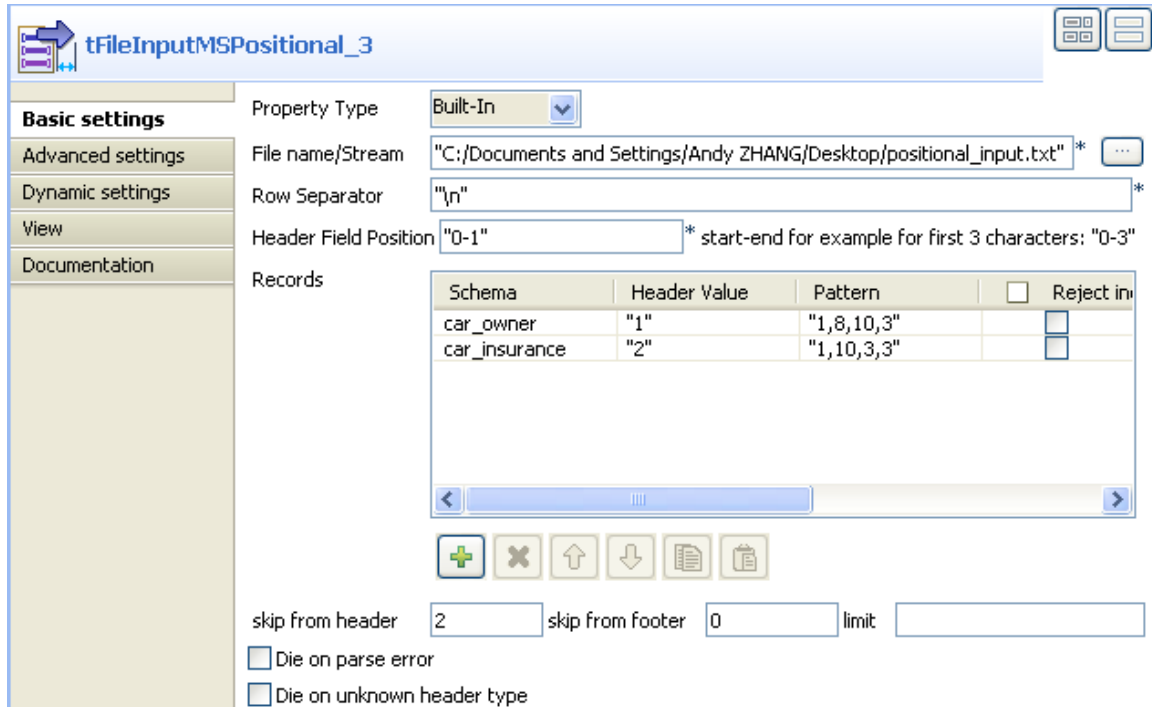 tFileInputMSPositional_3
Basic settings
Advanced settings
Dynamic settings
View
Documentation
Property Type Built-In
File name/Stream "C:/Documents and Settings/Andy ZHANG/Desktop/positional_input.txt" * ...
Row Separator "\n" *
Header Field Position "0-1" * start-end for example for first 3 characters: "0-3"
Records
Schema Header Value Pattern Reject in
car_owner "1" "1,8,10,3"
car_insurance "2" "1,10,3,3"
skip from header 2 skip from footer 0 limit
Die on parse error
Die on unknown header type